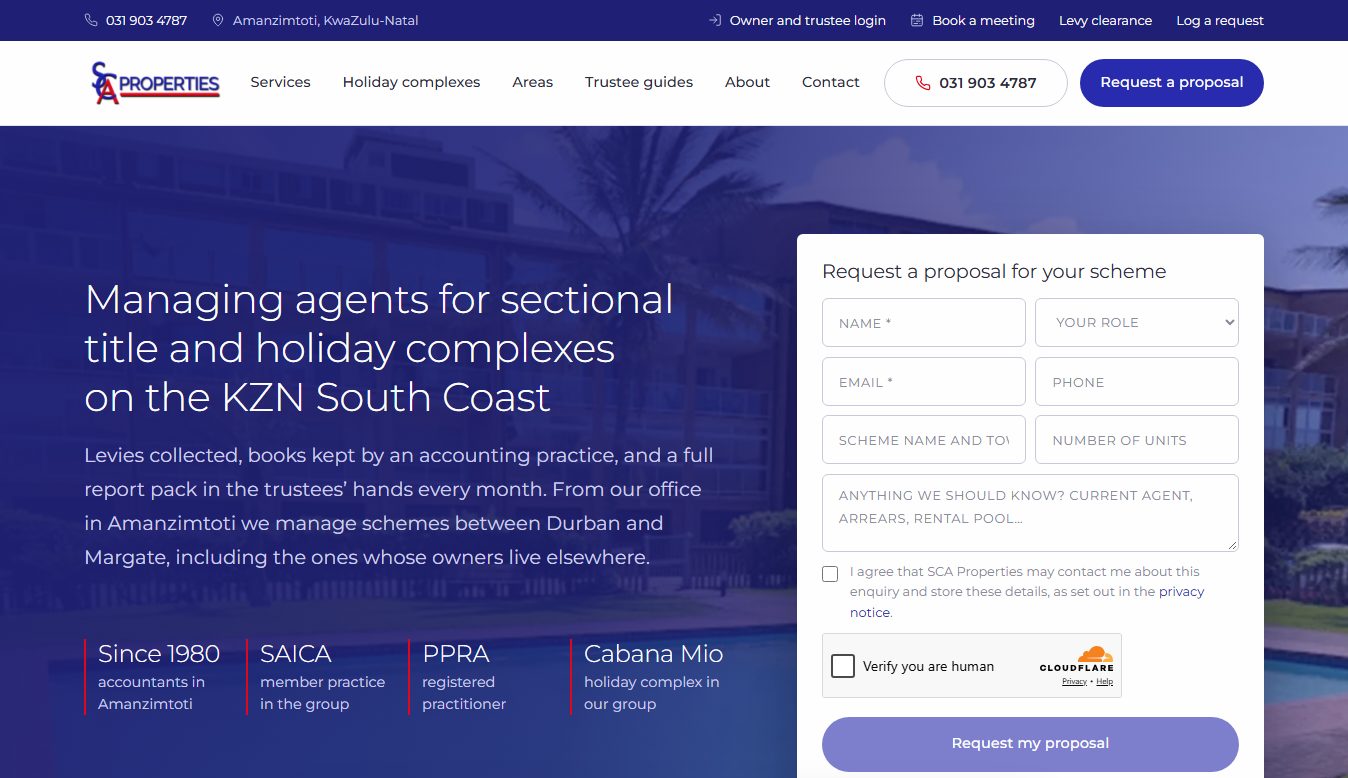 031 903 4787
Amanzimtoti, KwaZulu-Natal
Owner and trustee login
Book a meeting
Levy clearance
Log a request
SCA PROPERTIES
Services
Holiday complexes
Areas
Trustee guides
About
Contact
031 903 4787
Request a proposal
Managing agents for sectional
title and holiday complexes
on the KZN South Coast
Levies collected, books kept by an accounting practice, and a full
report pack in the trustees’ hands every month. From our office
in Amanzimtoti we manage schemes between Durban and
Margate, including the ones whose owners live elsewhere.
Since 1980
accountants in
Amanzimtoti
SAICA
member practice
in the group
PPRA
registered
practitioner
Cabana Mio
holiday complex in
our group
Request a proposal for your scheme
NAME *
YOUR ROLE
EMAIL *
PHONE
SCHEME NAME AND TO
NUMBER OF UNITS
ANYTHING WE SHOULD KNOW? CURRENT AGENT,
ARREARS, RENTAL POOL…
I agree that SCA Properties may contact me about this
enquiry and store these details, as set out in the privacy
notice.
Verify you are human
CLOUDFLARE
Privacy • Help
Request my proposal